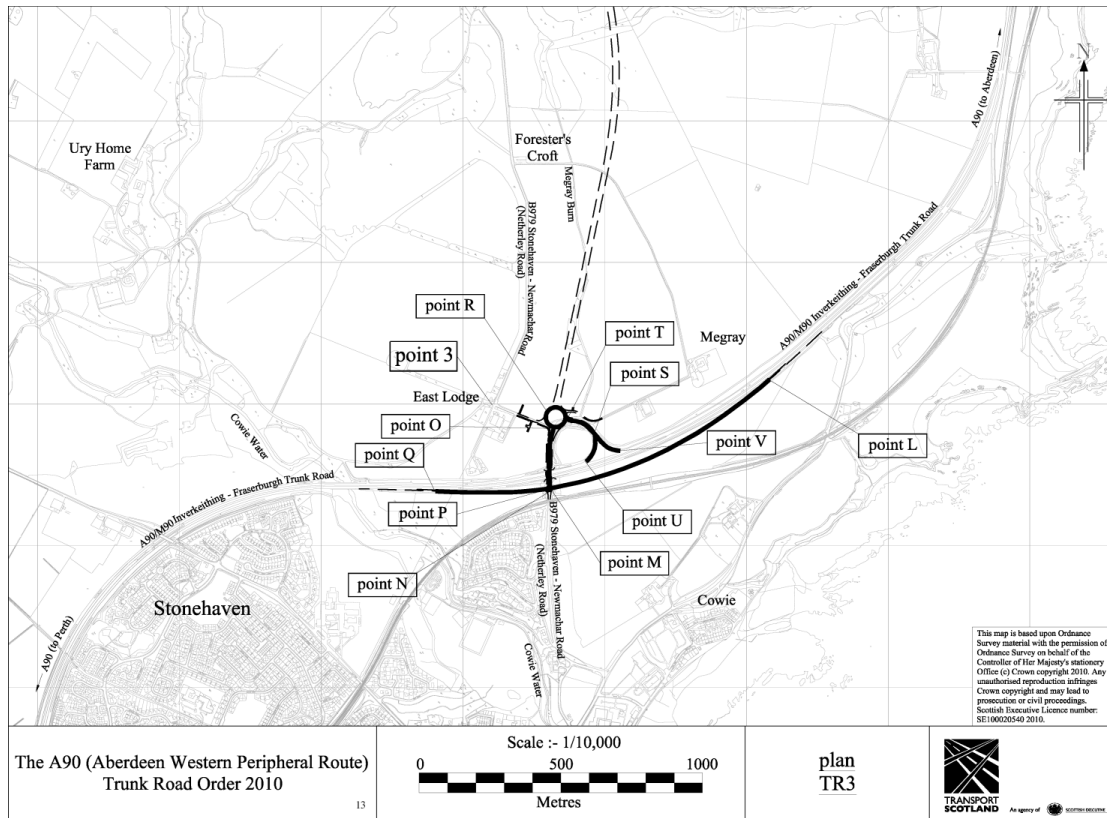 A90 (to Aberdeen)
N
Ury Home
Farm
Forester's
Croft
Megray Burn
B979 Stonehaven - Newmachar Road
(Netherley Road)
A90/M90 Inverkeithing - Fraserburgh Trunk Road
point R
point T
Megray
point 3
point S
East Lodge
point O
point V
point L
Cowie Water
point Q
A90/M90 Inverkeithing - Fraserburgh Trunk Road
point P
point U
B979 Stonehaven - Newmachar Road
(Netherley Road)
point M
point N
Stonehaven
Cowie
A90 (to Perth)
Cowie Water
This map is based upon Ordnance
Survey material with the permission of
Ordnance Survey on behalf of the
Controller of Her Majesty's stationery
Office (c) Crown copyright 2010. Any
unauthorised reproduction infringes
Crown copyright and may lead to
prosecution or civil proceedings.
Scottish Executive Licence number:
SE100020540 2010.
The A90 (Aberdeen Western Peripheral Route)
Trunk Road Order 2010
13
Scale :- 1/10,000
0 500 1000
Metres
plan
TR3
TRANSPORT
SCOTLAND
An agency of
SCOTTISH EXECUTIVE